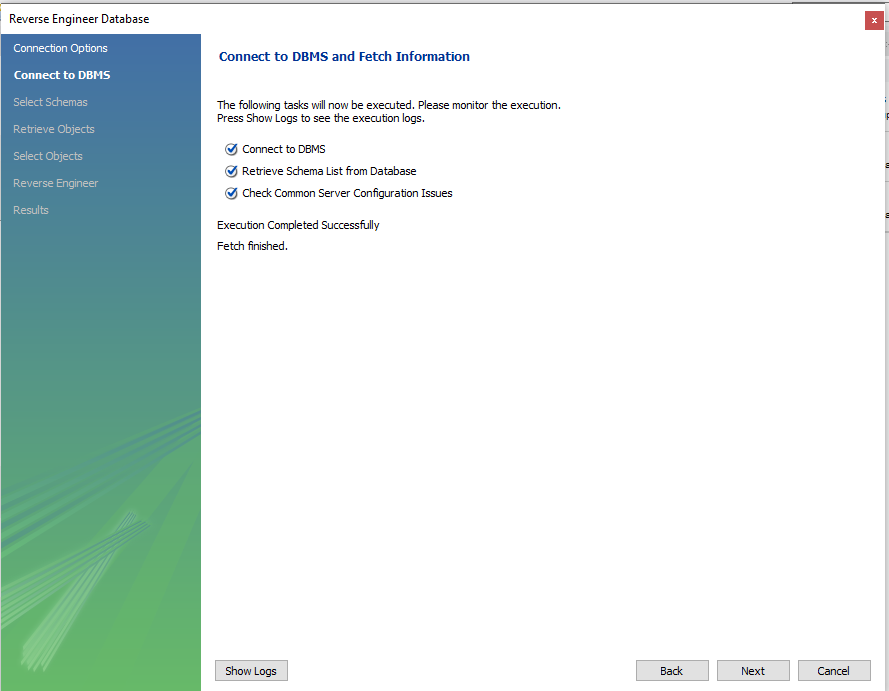 Reverse Engineer Database
x
Connection Options
Connect to DBMS
Select Schemas
Retrieve Objects
Select Objects
Reverse Engineer
Results
Connect to DBMS and Fetch Information
The following tasks will now be executed. Please monitor the execution.
Press Show Logs to see the execution logs.
Connect to DBMS
Retrieve Schema List from Database
Check Common Server Configuration Issues
Execution Completed Successfully
Fetch finished.
Show Logs
Back
Next
Cancel